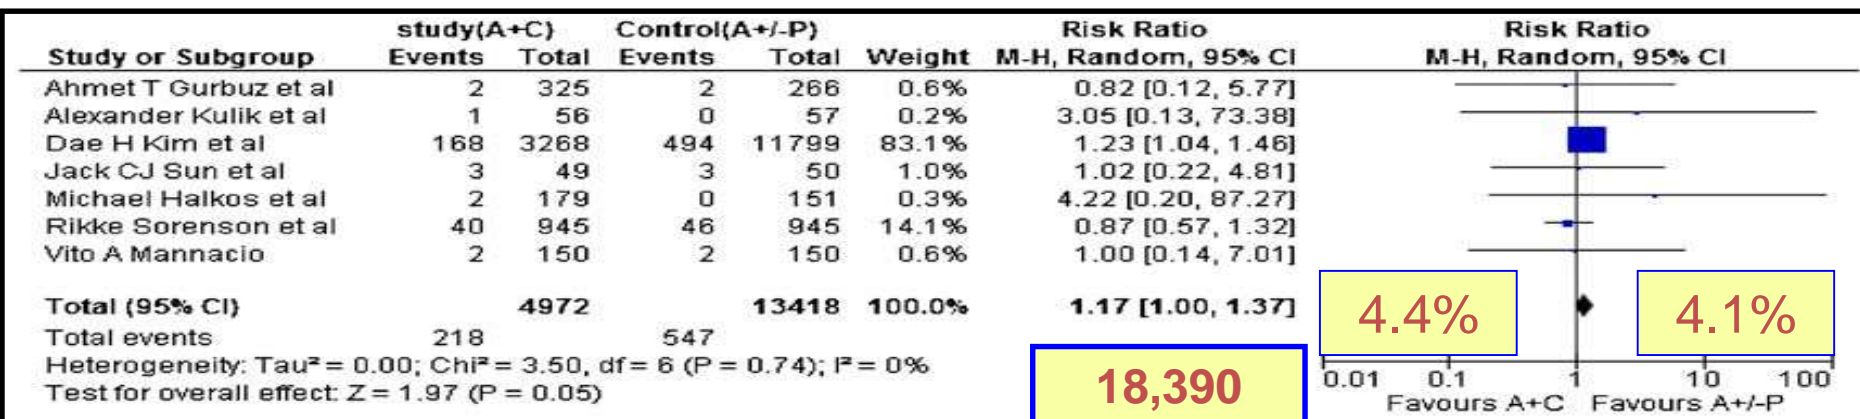 study(A+C) Control(A+/-P) Risk Ratio Risk Ratio
Study or Subgroup Events Total Events Total Weight M-H, Random, 95% CI M-H, Random, 95% CI
Ahmet T Gurbuz et al 2 325 2 266 0.6% 0.82 [0.12, 5.77]
Alexander Kulik et al 1 56 0 57 0.2% 3.05 [0.13, 73.38]
Dae H Kim et al 168 3268 494 11799 83.1% 1.23 [1.04, 1.46]
Jack CJ Sun et al 3 49 3 50 1.0% 1.02 [0.22, 4.81]
Michael Halkos et al 2 179 0 151 0.3% 4.22 [0.20, 87.27]
Rikke Sorenson et al 40 945 46 945 14.1% 0.87 [0.57, 1.32]
Vito A Mannacio 2 150 2 150 0.6% 1.00 [0.14, 7.01]
Total (95% CI) 4972 13418 100.0% 1.17 [1.00, 1.37]
4.4% 4.1%
Total events 218 547
Heterogeneity: Tau² = 0.00; Chi² = 3.50, df = 6 (P = 0.74); I² = 0%
Test for overall effect: Z = 1.97 (P = 0.05)
18,390
0.01 0.1 1 10 100
Favours A+C Favours A+/-P